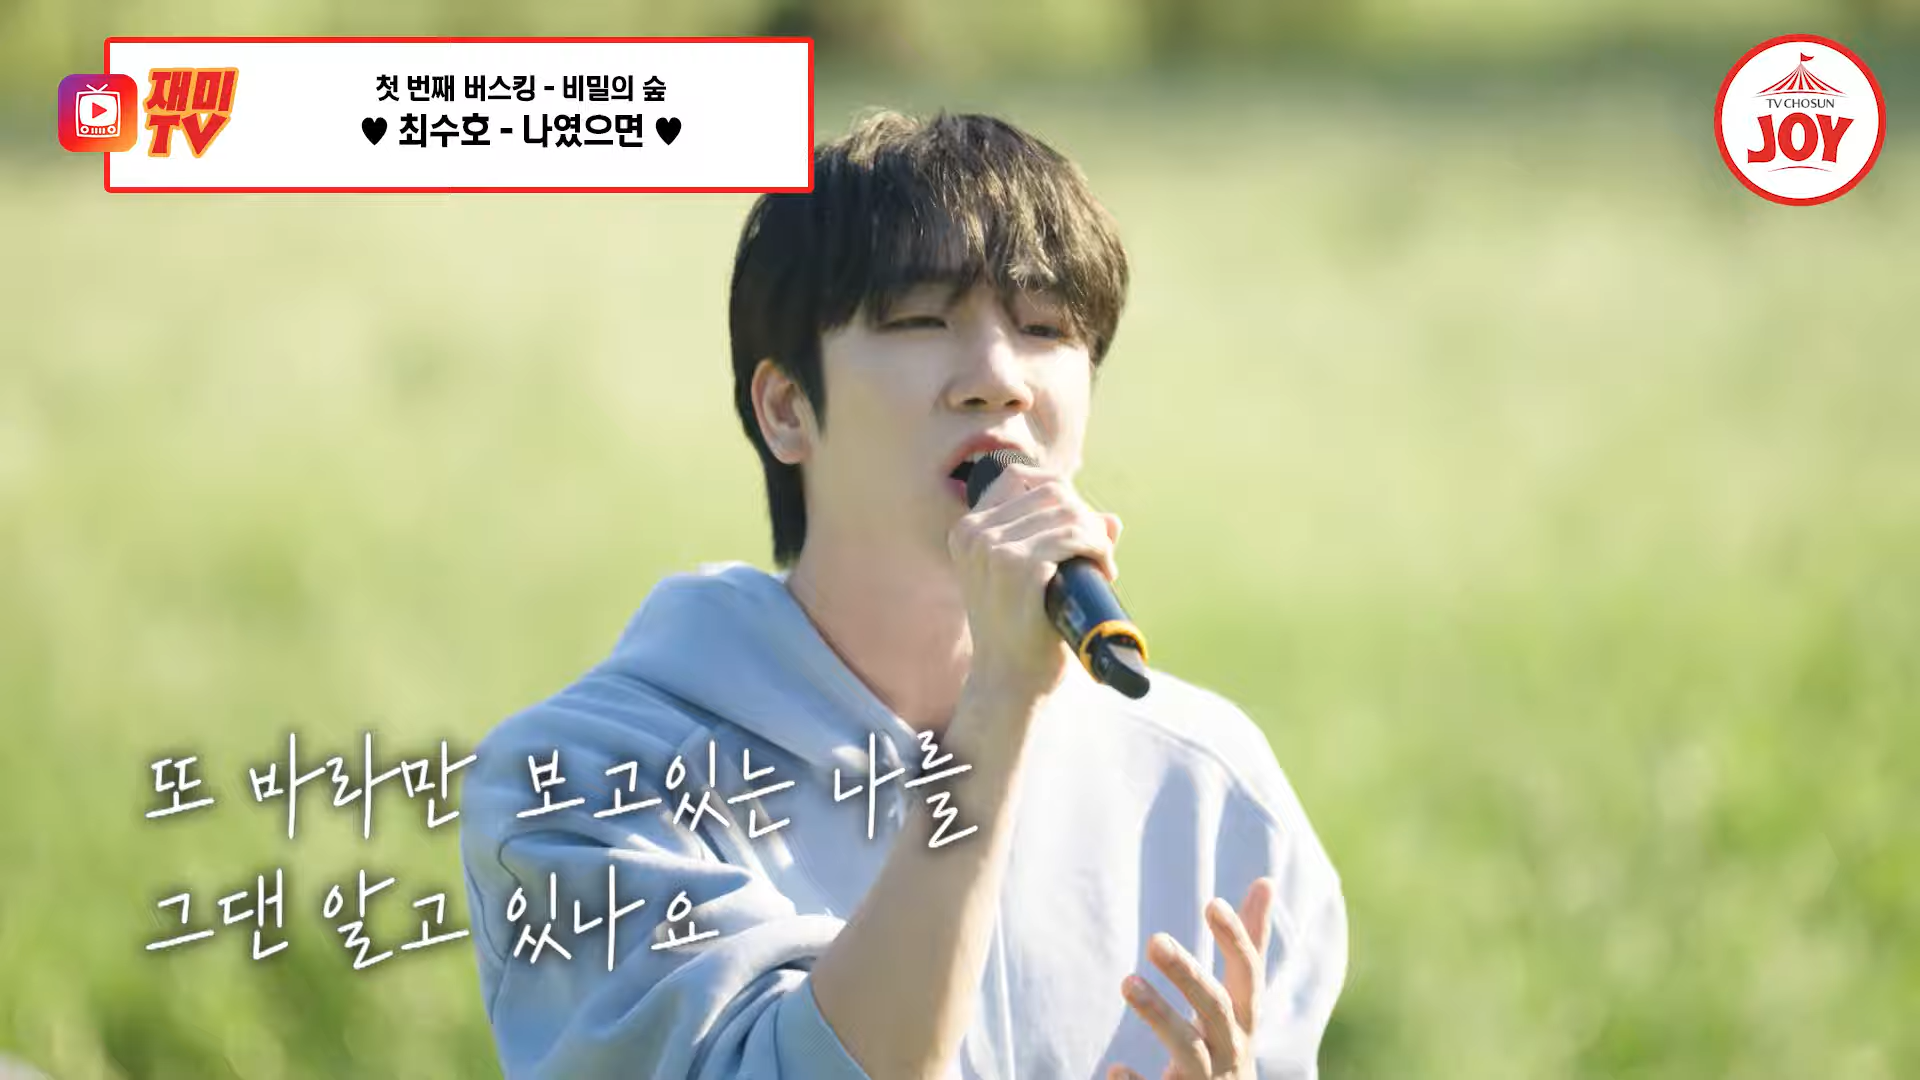 재미
TV
첫 번째 버스킹 - 비밀의 숲
♥ 최수호 - 나였으면 ♥
TV CHOSUN
JOY
또 바라만 보고있는 나를
그댄 알고 있나요